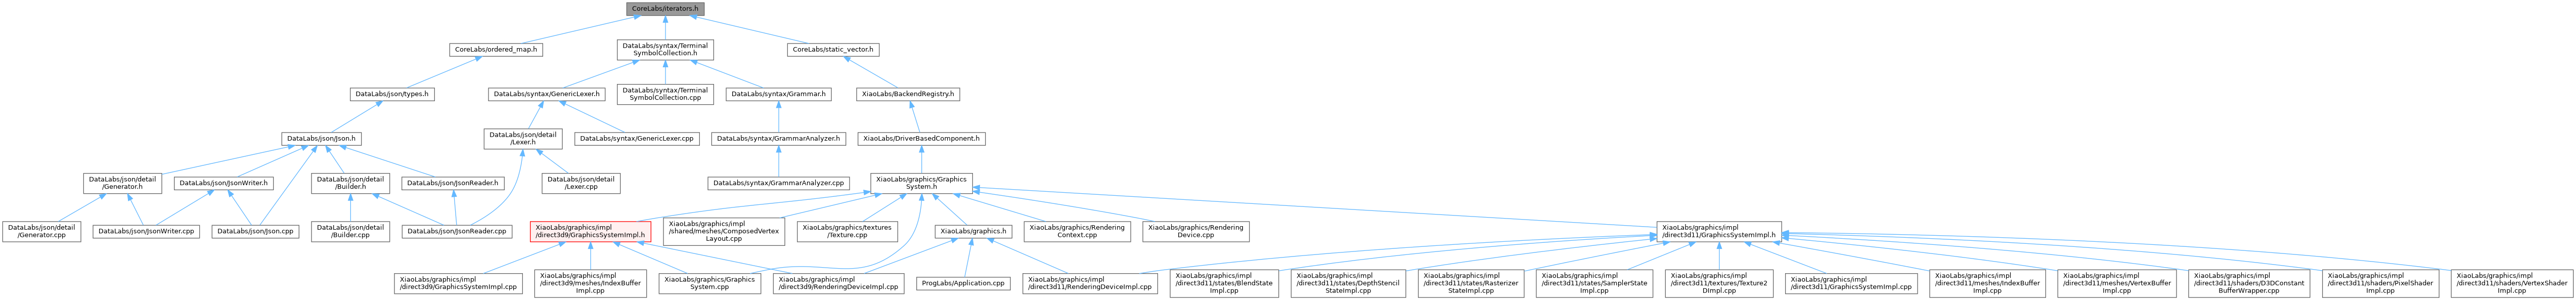 CoreLabs/iterators.h
CoreLabs/ordered_map.h
DataLabs/syntax/Terminal
SymbolCollection.h
CoreLabs/static_vector.h
DataLabs/json/types.h
DataLabs/syntax/GenericLexer.h
DataLabs/syntax/Terminal
SymbolCollection.cpp
DataLabs/syntax/Grammar.h
XiaoLabs/BackendRegistry.h
DataLabs/json/Json.h
DataLabs/json/detail
/Lexer.h
DataLabs/syntax/GenericLexer.cpp
DataLabs/syntax/GrammarAnalyzer.h
XiaoLabs/DriverBasedComponent.h
DataLabs/json/detail
/Generator.h
DataLabs/json/JsonWriter.h
DataLabs/json/detail
/Builder.h
DataLabs/json/JsonReader.h
DataLabs/json/detail
/Lexer.cpp
DataLabs/syntax/GrammarAnalyzer.cpp
XiaoLabs/graphics/Graphics
System.h
DataLabs/json/detail
/Generator.cpp
DataLabs/json/JsonWriter.cpp
DataLabs/json/Json.cpp
DataLabs/json/detail
/Builder.cpp
DataLabs/json/JsonReader.cpp
XiaoLabs/graphics/impl
/direct3d9/GraphicsSystemImpl.h
XiaoLabs/graphics/impl
/shared/meshes/ComposedVertex
Layout.cpp
XiaoLabs/graphics/textures
/Texture.cpp
XiaoLabs/graphics.h
XiaoLabs/graphics/Rendering
Context.cpp
XiaoLabs/graphics/Rendering
Device.cpp
XiaoLabs/graphics/impl
/direct3d11/GraphicsSystemImpl.h
XiaoLabs/graphics/impl
/direct3d9/GraphicsSystemImpl.cpp
XiaoLabs/graphics/impl
/direct3d9/meshes/IndexBuffer
Impl.cpp
XiaoLabs/graphics/Graphics
System.cpp
XiaoLabs/graphics/impl
/direct3d9/RenderingDeviceImpl.cpp
ProgLabs/Application.cpp
XiaoLabs/graphics/impl
/direct3d11/RenderingDeviceImpl.cpp
XiaoLabs/graphics/impl
/direct3d11/states/BlendState
Impl.cpp
XiaoLabs/graphics/impl
/direct3d11/states/DepthStencil
StateImpl.cpp
XiaoLabs/graphics/impl
/direct3d11/states/Rasterizer
StateImpl.cpp
XiaoLabs/graphics/impl
/direct3d11/states/SamplerState
Impl.cpp
XiaoLabs/graphics/impl
/direct3d11/textures/Texture2
DImpl.cpp
XiaoLabs/graphics/impl
/direct3d11/GraphicsSystemImpl.cpp
XiaoLabs/graphics/impl
/direct3d11/meshes/IndexBuffer
Impl.cpp
XiaoLabs/graphics/impl
/direct3d11/meshes/VertexBuffer
Impl.cpp
XiaoLabs/graphics/impl
/direct3d11/shaders/D3DConstant
BufferWrapper.cpp
XiaoLabs/graphics/impl
/direct3d11/shaders/PixelShader
Impl.cpp
XiaoLabs/graphics/impl
/direct3d11/shaders/VertexShader
Impl.cpp